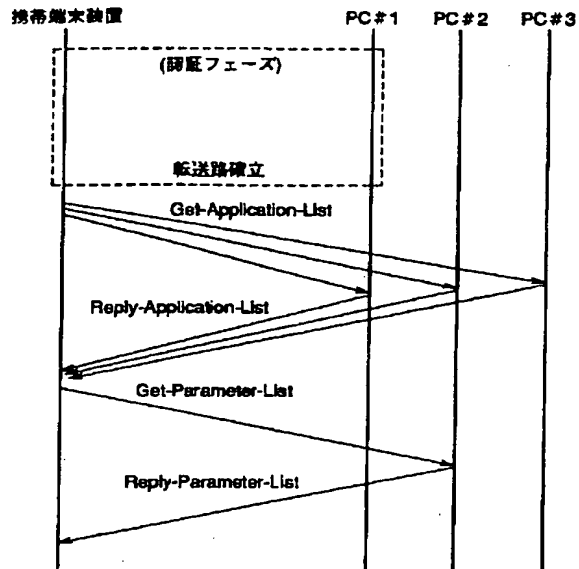 携帯端末装置 PC#1 PC#2 PC#3
(認証フェーズ)
転送路確立
Get-Application-List
Reply-Application-List
Get-Parameter-List
Reply-Parameter-List